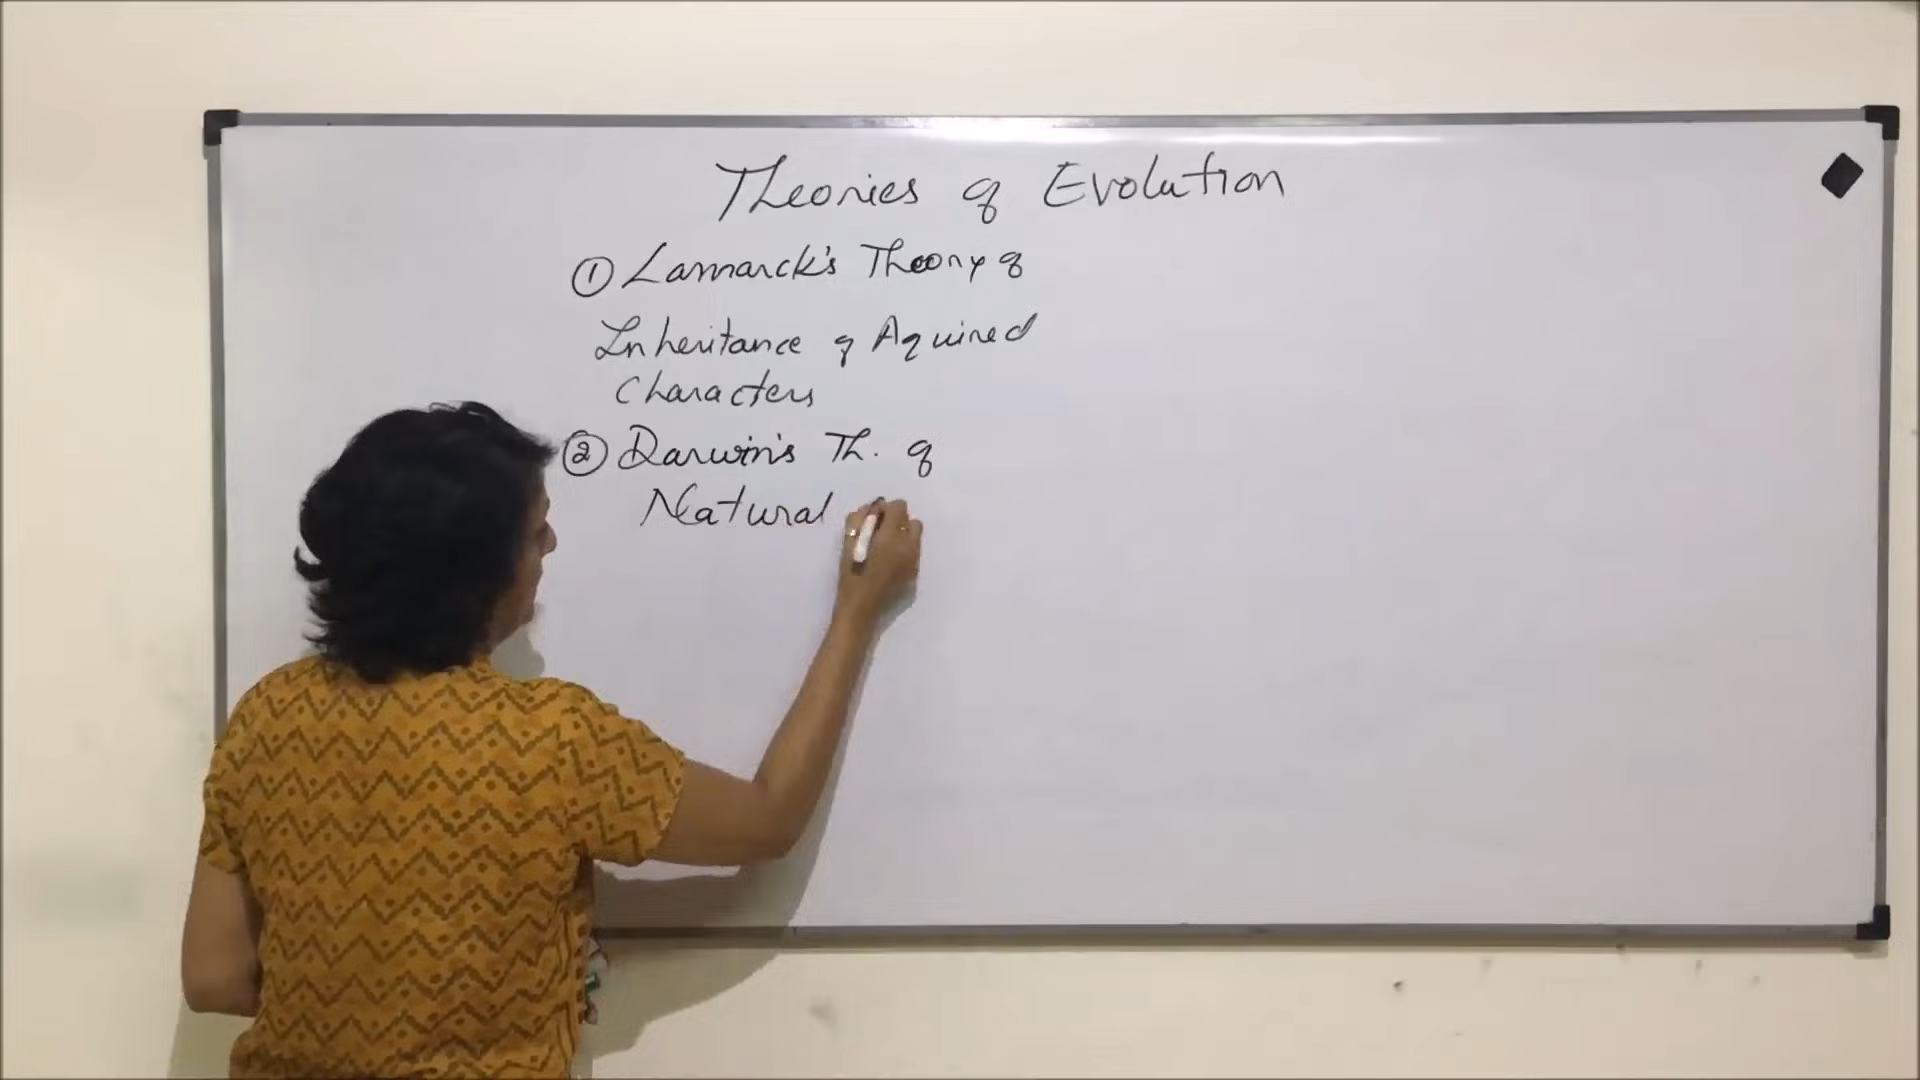 Theories of Evolution
① Lamarck's Theory of
Inheritance of Aquired
Characters
② Darwin's Th. of
Natural